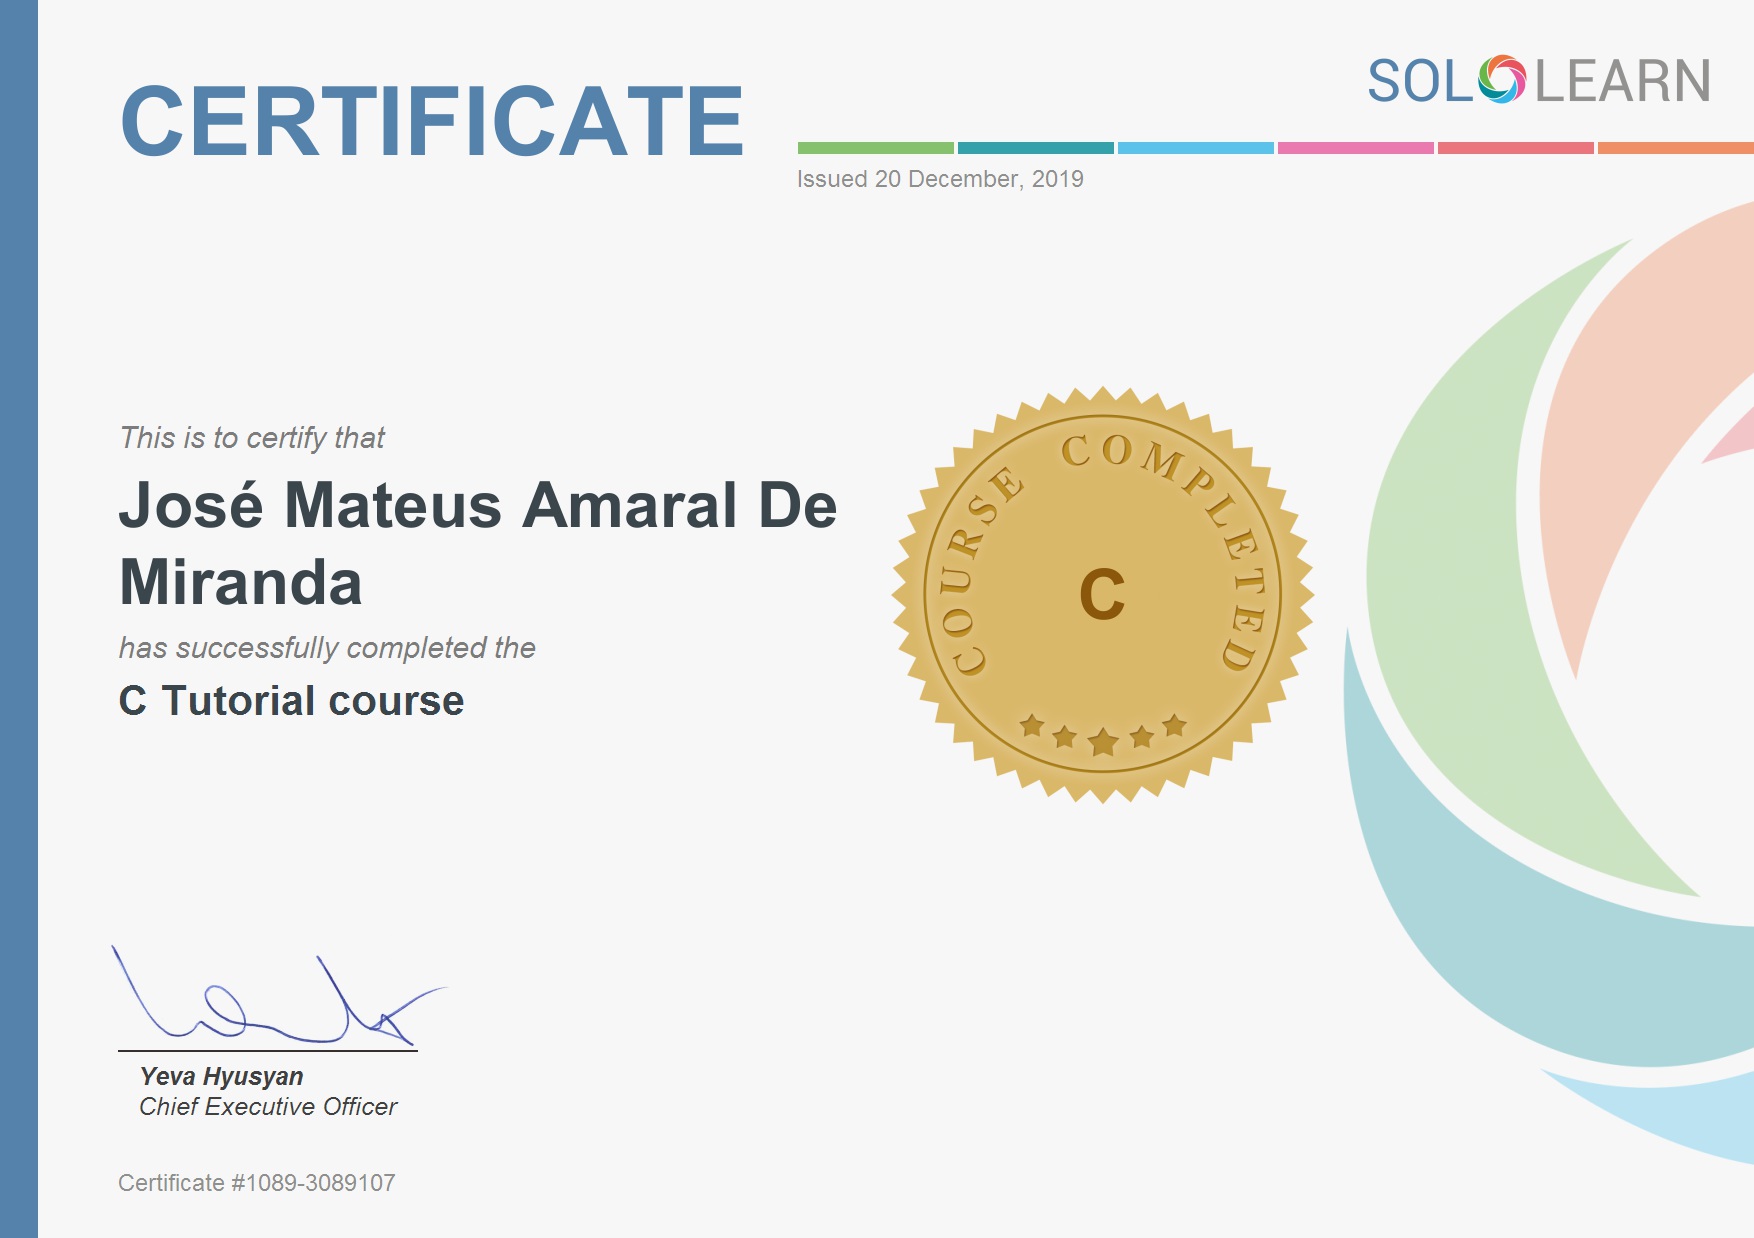 CERTIFICATE
SOLOLEARN
Issued 20 December, 2019
This is to certify that
José Mateus Amaral De
Miranda
has successfully completed the
C Tutorial course
COURSE COMPLETED
C
Yeva Hyusyan
Chief Executive Officer
Certificate #1089-3089107